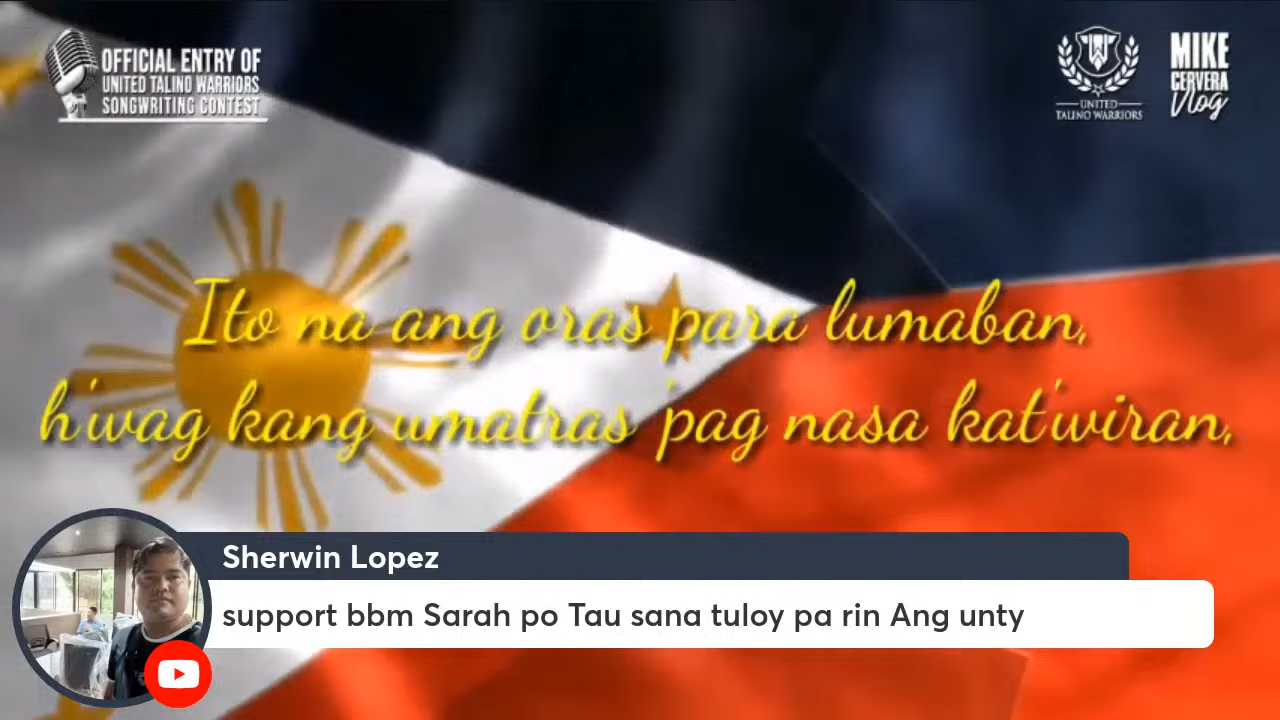 OFFICIAL ENTRY OF
UNITED TALINO WARRIORS
SONGWRITING CONTEST
UNITED
TALINO WARRIORS
MIKE
CERVERA
Vlog
Ito na ang oras para lumaban,
h'wag kang umatras 'pag nasa kat'wiran,
Sherwin Lopez
support bbm Sarah po Tau sana tuloy pa rin Ang unty